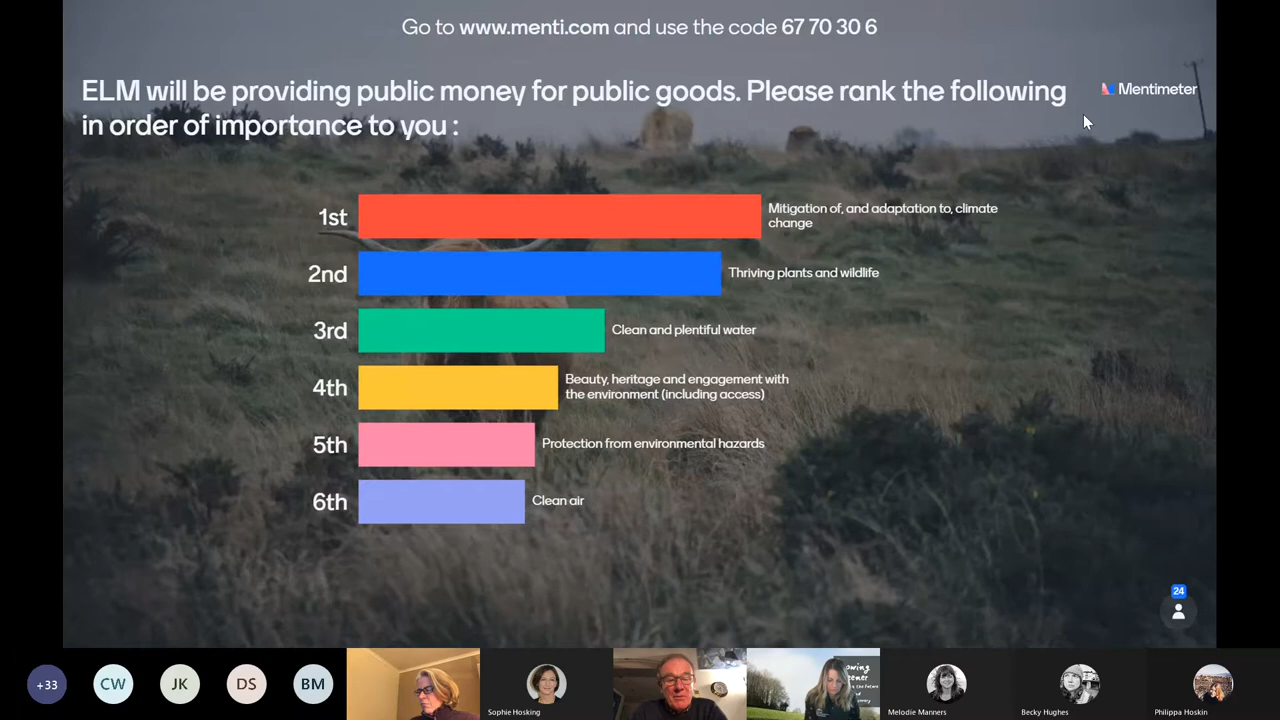 Go to www.menti.com and use the code 67 70 30 6
ELM will be providing public money for public goods. Please rank the following
in order of importance to you :
Mentimeter
1st
Mitigation of, and adaptation to, climate
change
2nd
Thriving plants and wildlife
3rd
Clean and plentiful water
4th
Beauty, heritage and engagement with
the environment (including access)
5th
Protection from environmental hazards
6th
Clean air
24
+33
CW
JK
DS
BM
Sophie Hosking
Melodie Manners
Becky Hughes
Philippa Hoskin